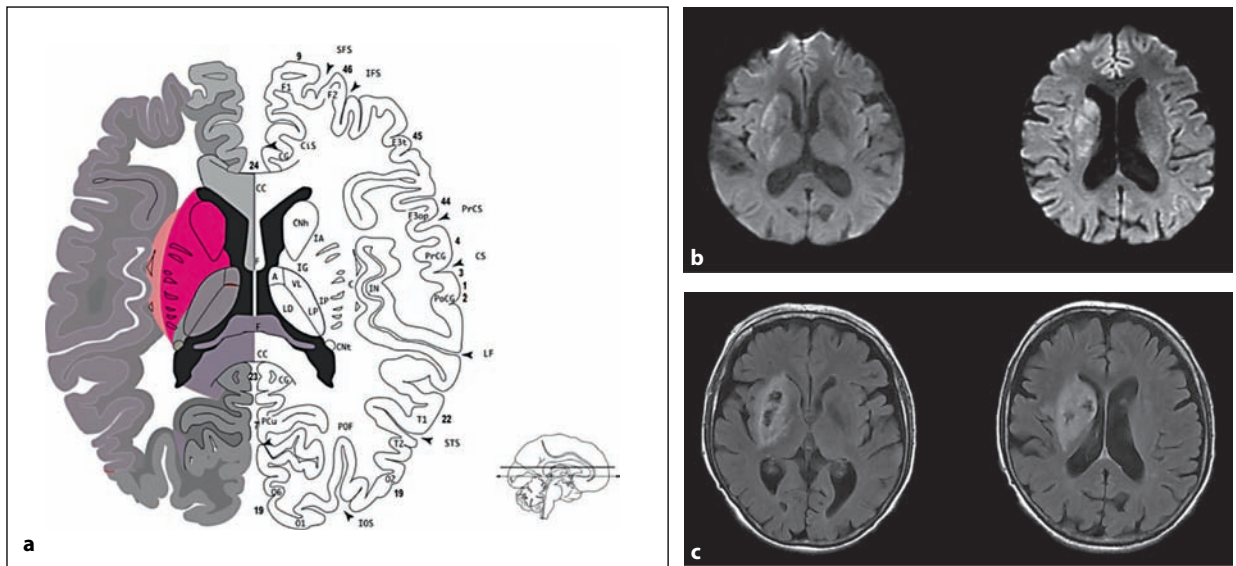 9
SFS
46
IFS
F1
F2
45
F3t
CiS
CG
24
CC
44
F3op
PrCS
CNh
4
IA
CS
PrCG
F
IG
3
A
VL
C
IN
1
IP
PoCG
2
LD
LP
F
CNt
LF
CC
21
CG
T1
22
7
PCu
POF
T2
STS
O2
19
19
O1
IOS
a
b
c